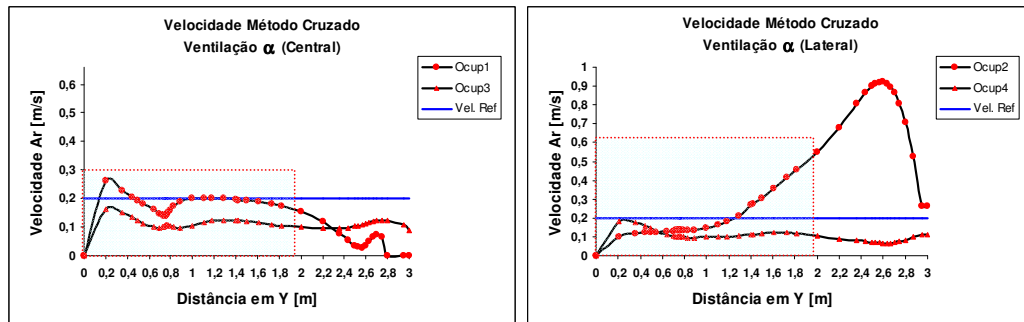 Velocidade Método Cruzado
Ventilação α (Central)
Velocidade Ar [m/s]
0,6
0,5
0,4
0,3
0,2
0,1
0
0 0,2 0,4 0,6 0,8 1 1,2 1,4 1,6 1,8 2 2,2 2,4 2,6 2,8 3
Distância em Y [m]
Ocup1
Ocup3
Vel. Ref
Velocidade Método Cruzado
Ventilação α (Lateral)
Velocidade Ar [m/s]
1
0,9
0,8
0,7
0,6
0,5
0,4
0,3
0,2
0,1
0
0 0,2 0,4 0,6 0,8 1 1,2 1,4 1,6 1,8 2 2,2 2,4 2,6 2,8 3
Distância em Y [m]
Ocup2
Ocup4
Vel. Ref